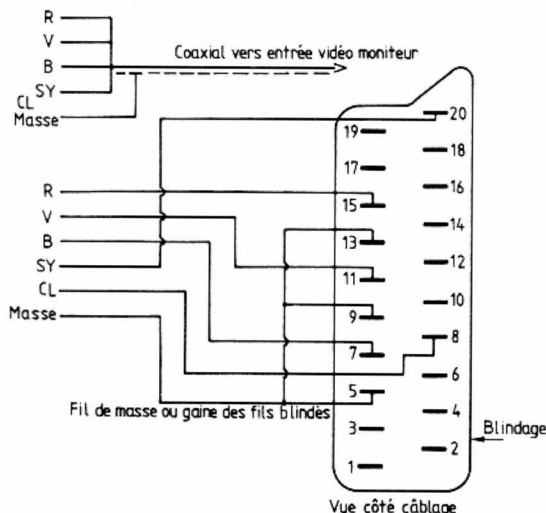 R
V
B
SY
CL
Masse
Coaxial vers entrée vidéo moniteur
20
19
18
17
16
R
15
V
14
B
13
12
SY
11
CL
10
9
Masse
8
7
6
5
Fil de masse ou gaine des fils blindés
4
3
Blindage
2
1
Vue côté câblage